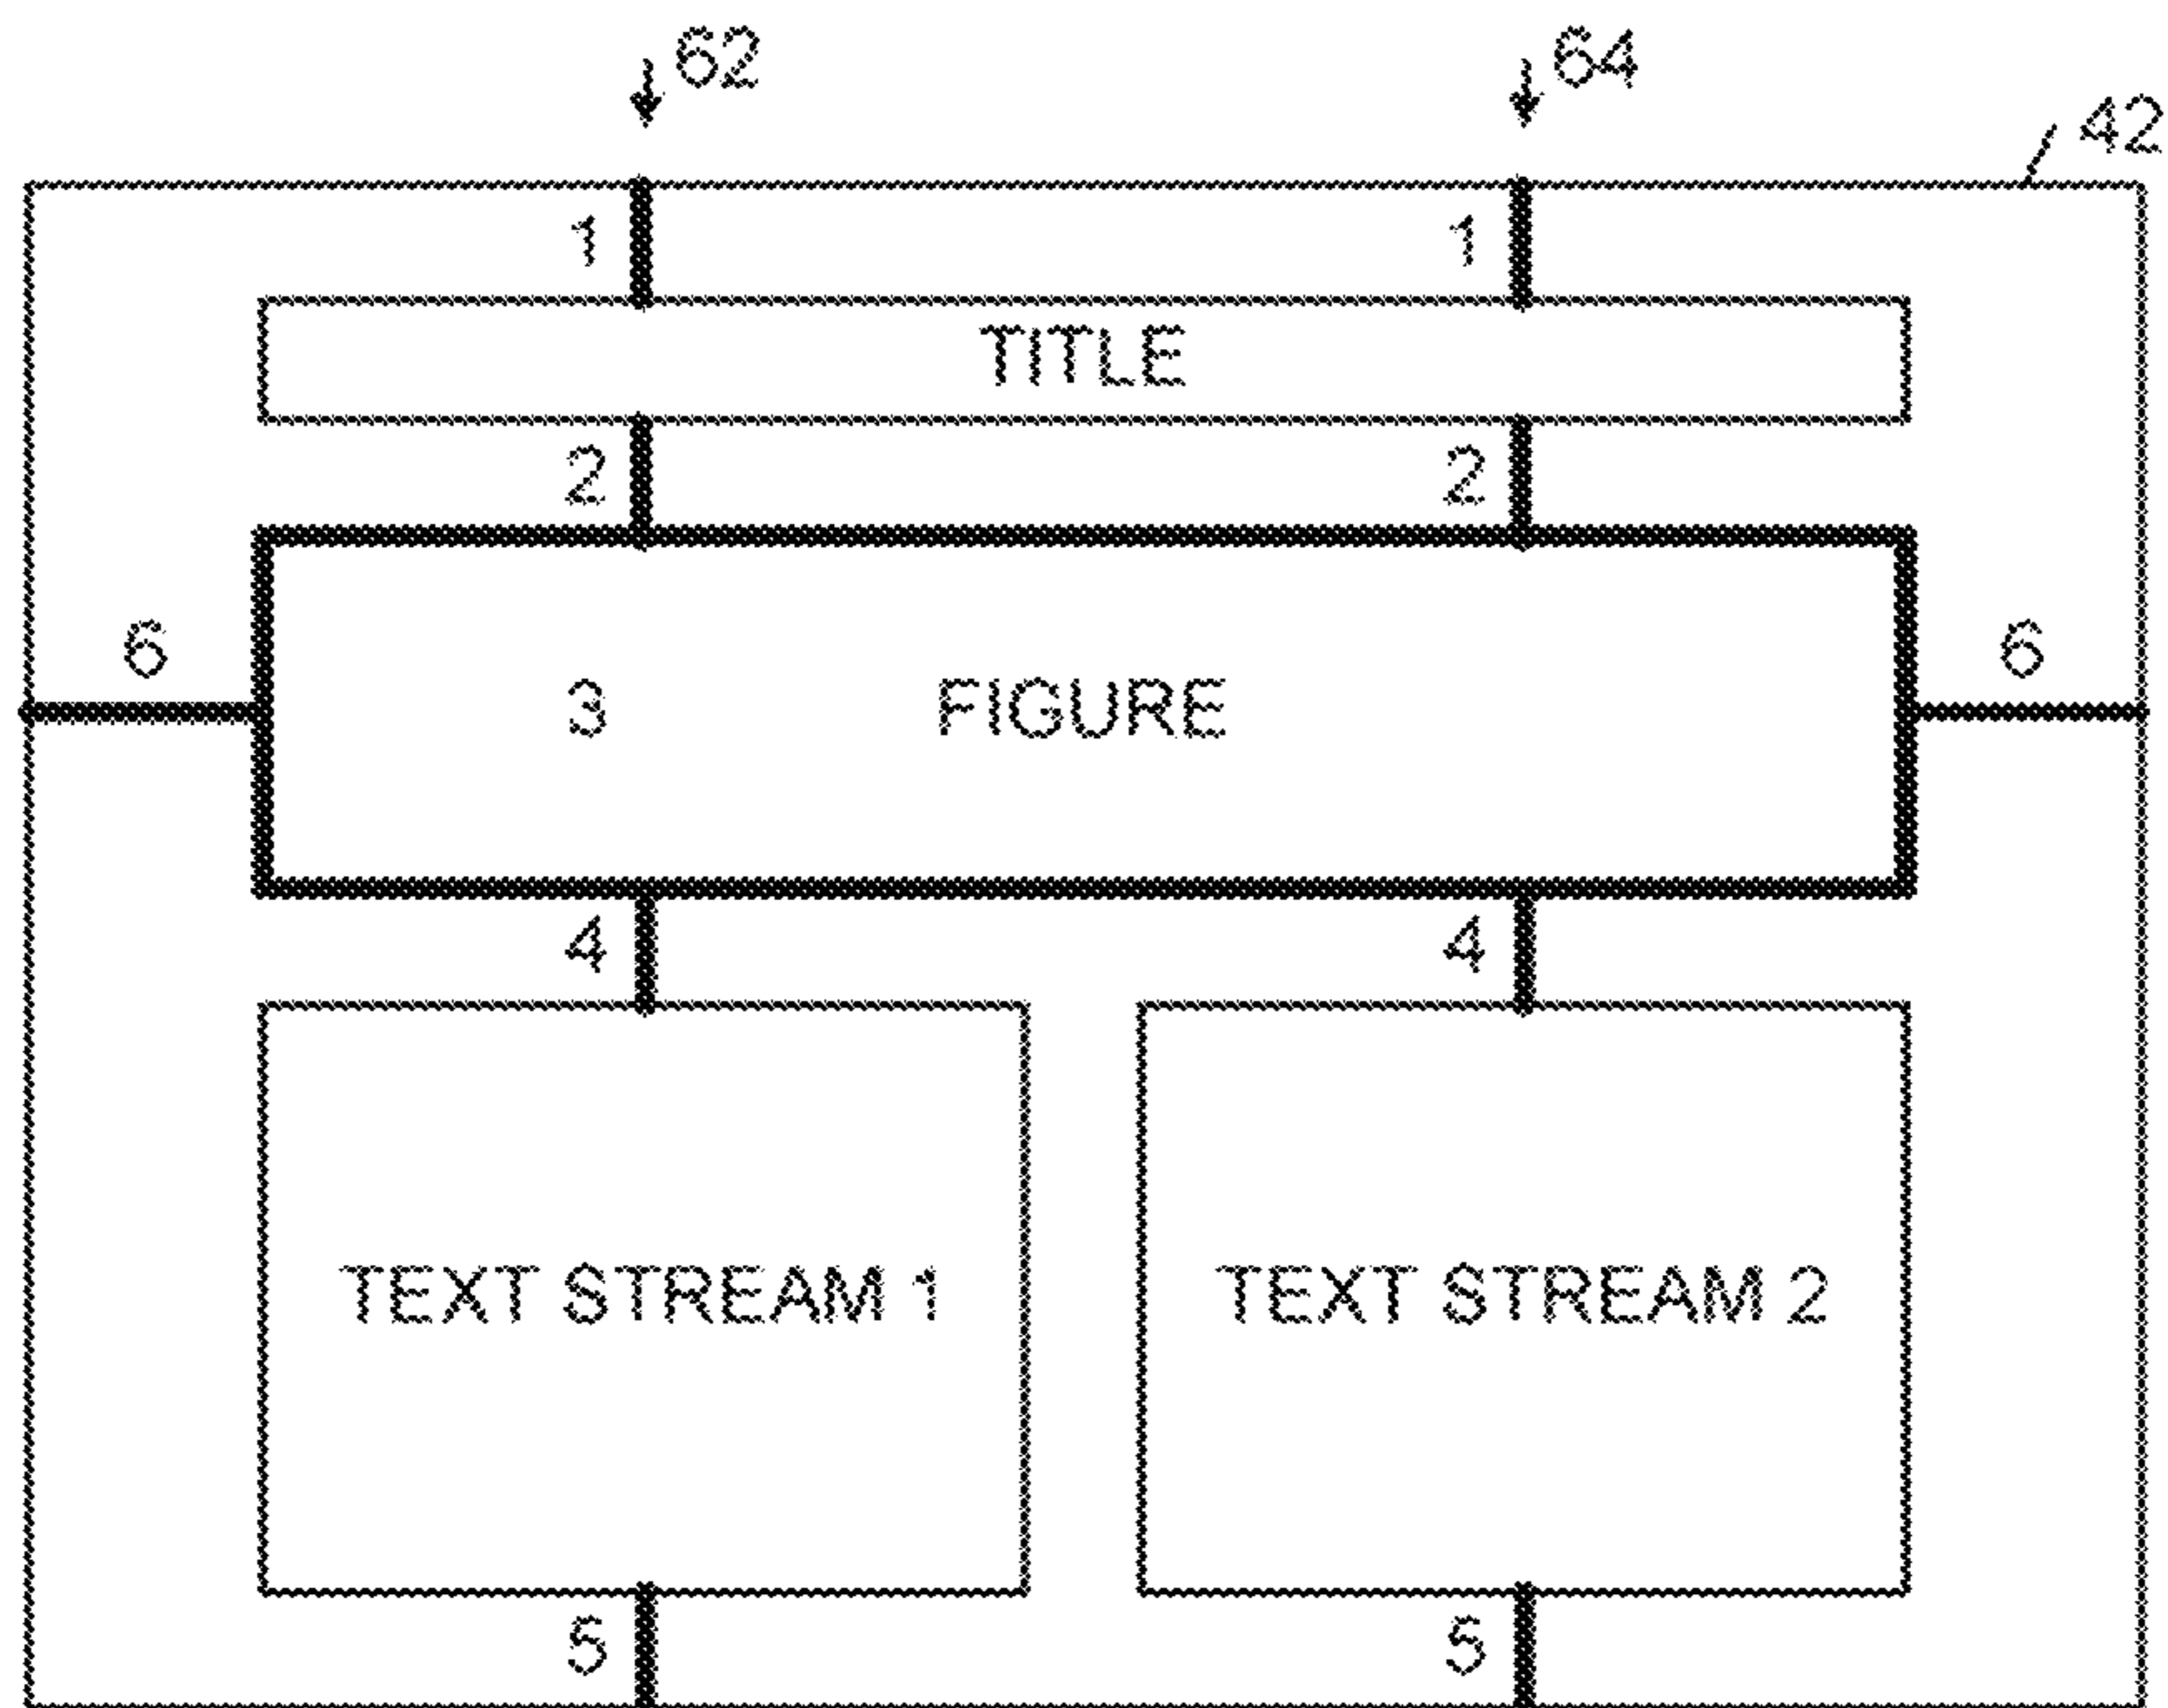 62 64
42
1 1
TITLE
2 2
6 6
3 FIGURE
4 4
TEXT STREAM 1 TEXT STREAM 2
5 5